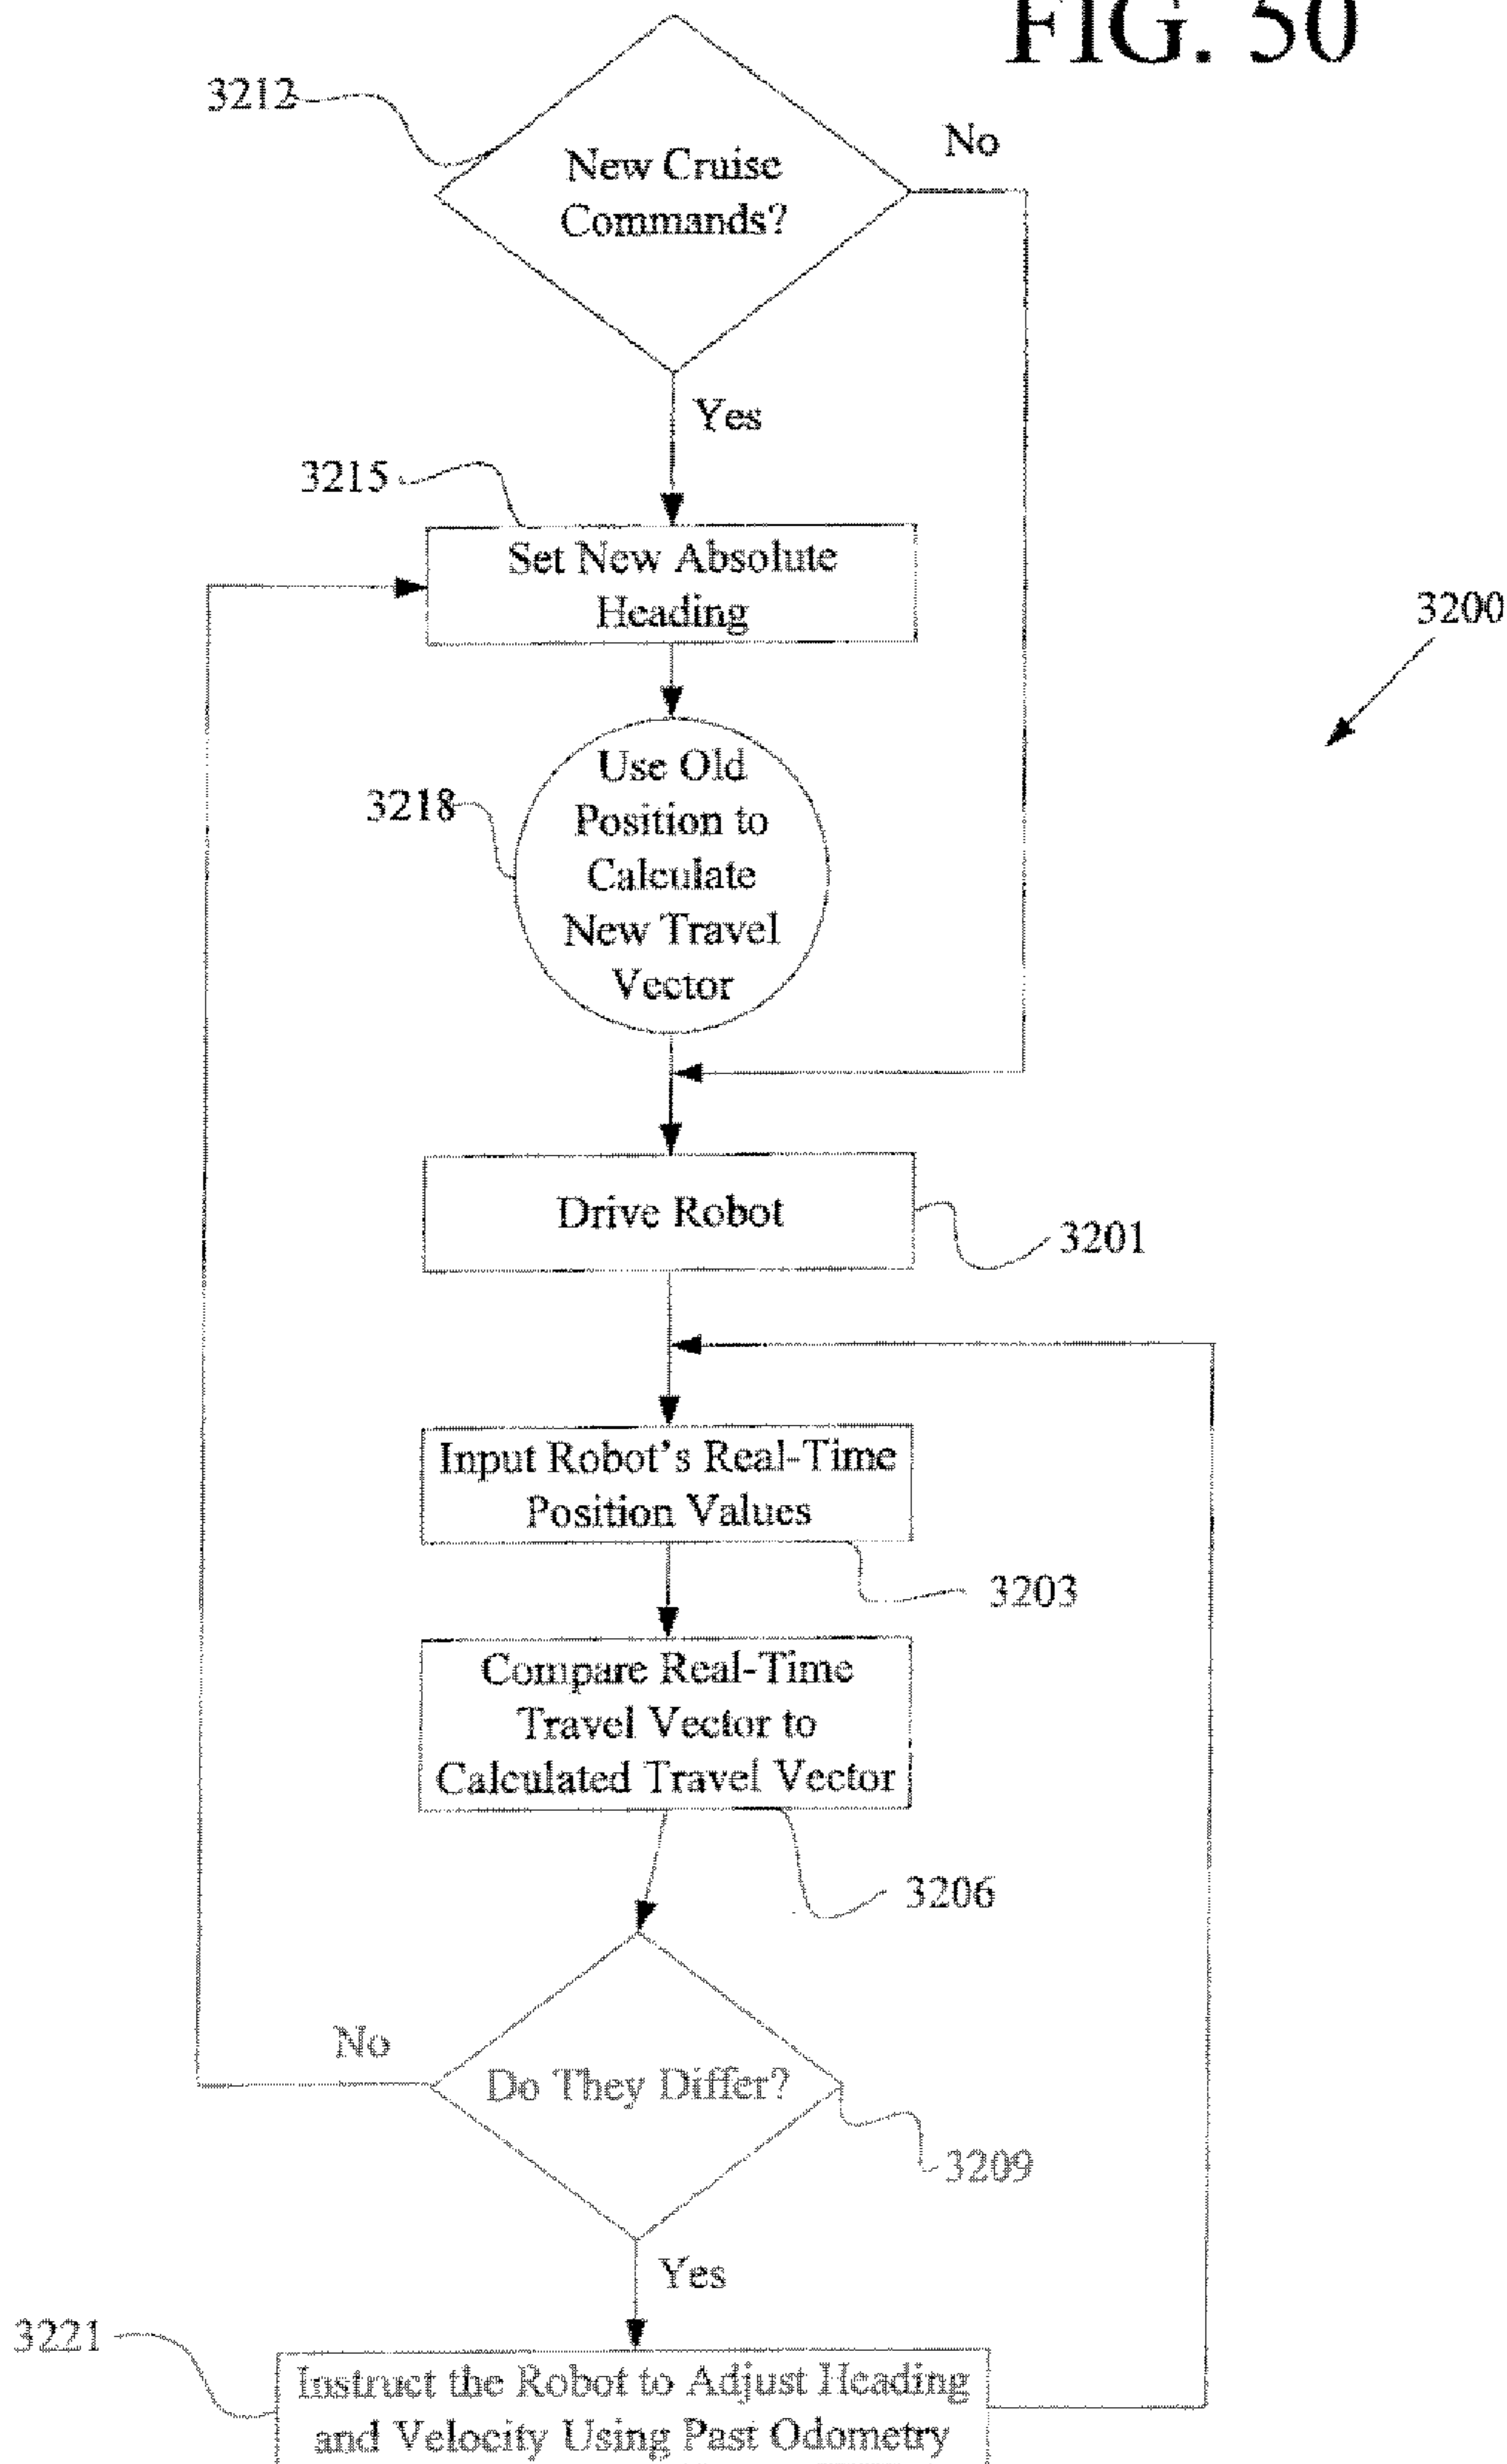 FIG. 50
3212
No
New Cruise
Commands?
Yes
3215
Set New Absolute
Heading
3200
3218
Use Old
Position to
Calculate
New Travel
Vector
Drive Robot
3201
Input Robot's Real-Time
Position Values
3203
Compare Real-Time
Travel Vector to
Calculated Travel Vector
3206
No
Do They Differ?
3209
Yes
3221
Instruct the Robot to Adjust Heading
and Velocity Using Past Odometry